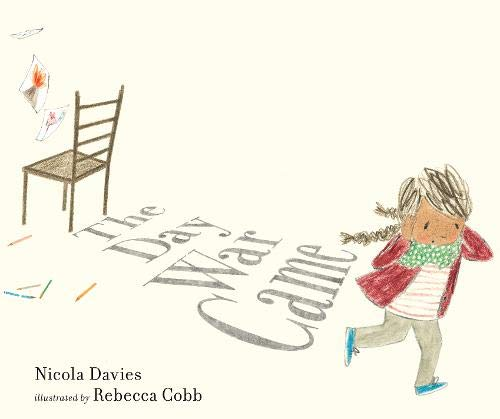 The
Day
War
Came
Nicola Davies
illustrated by Rebecca Cobb